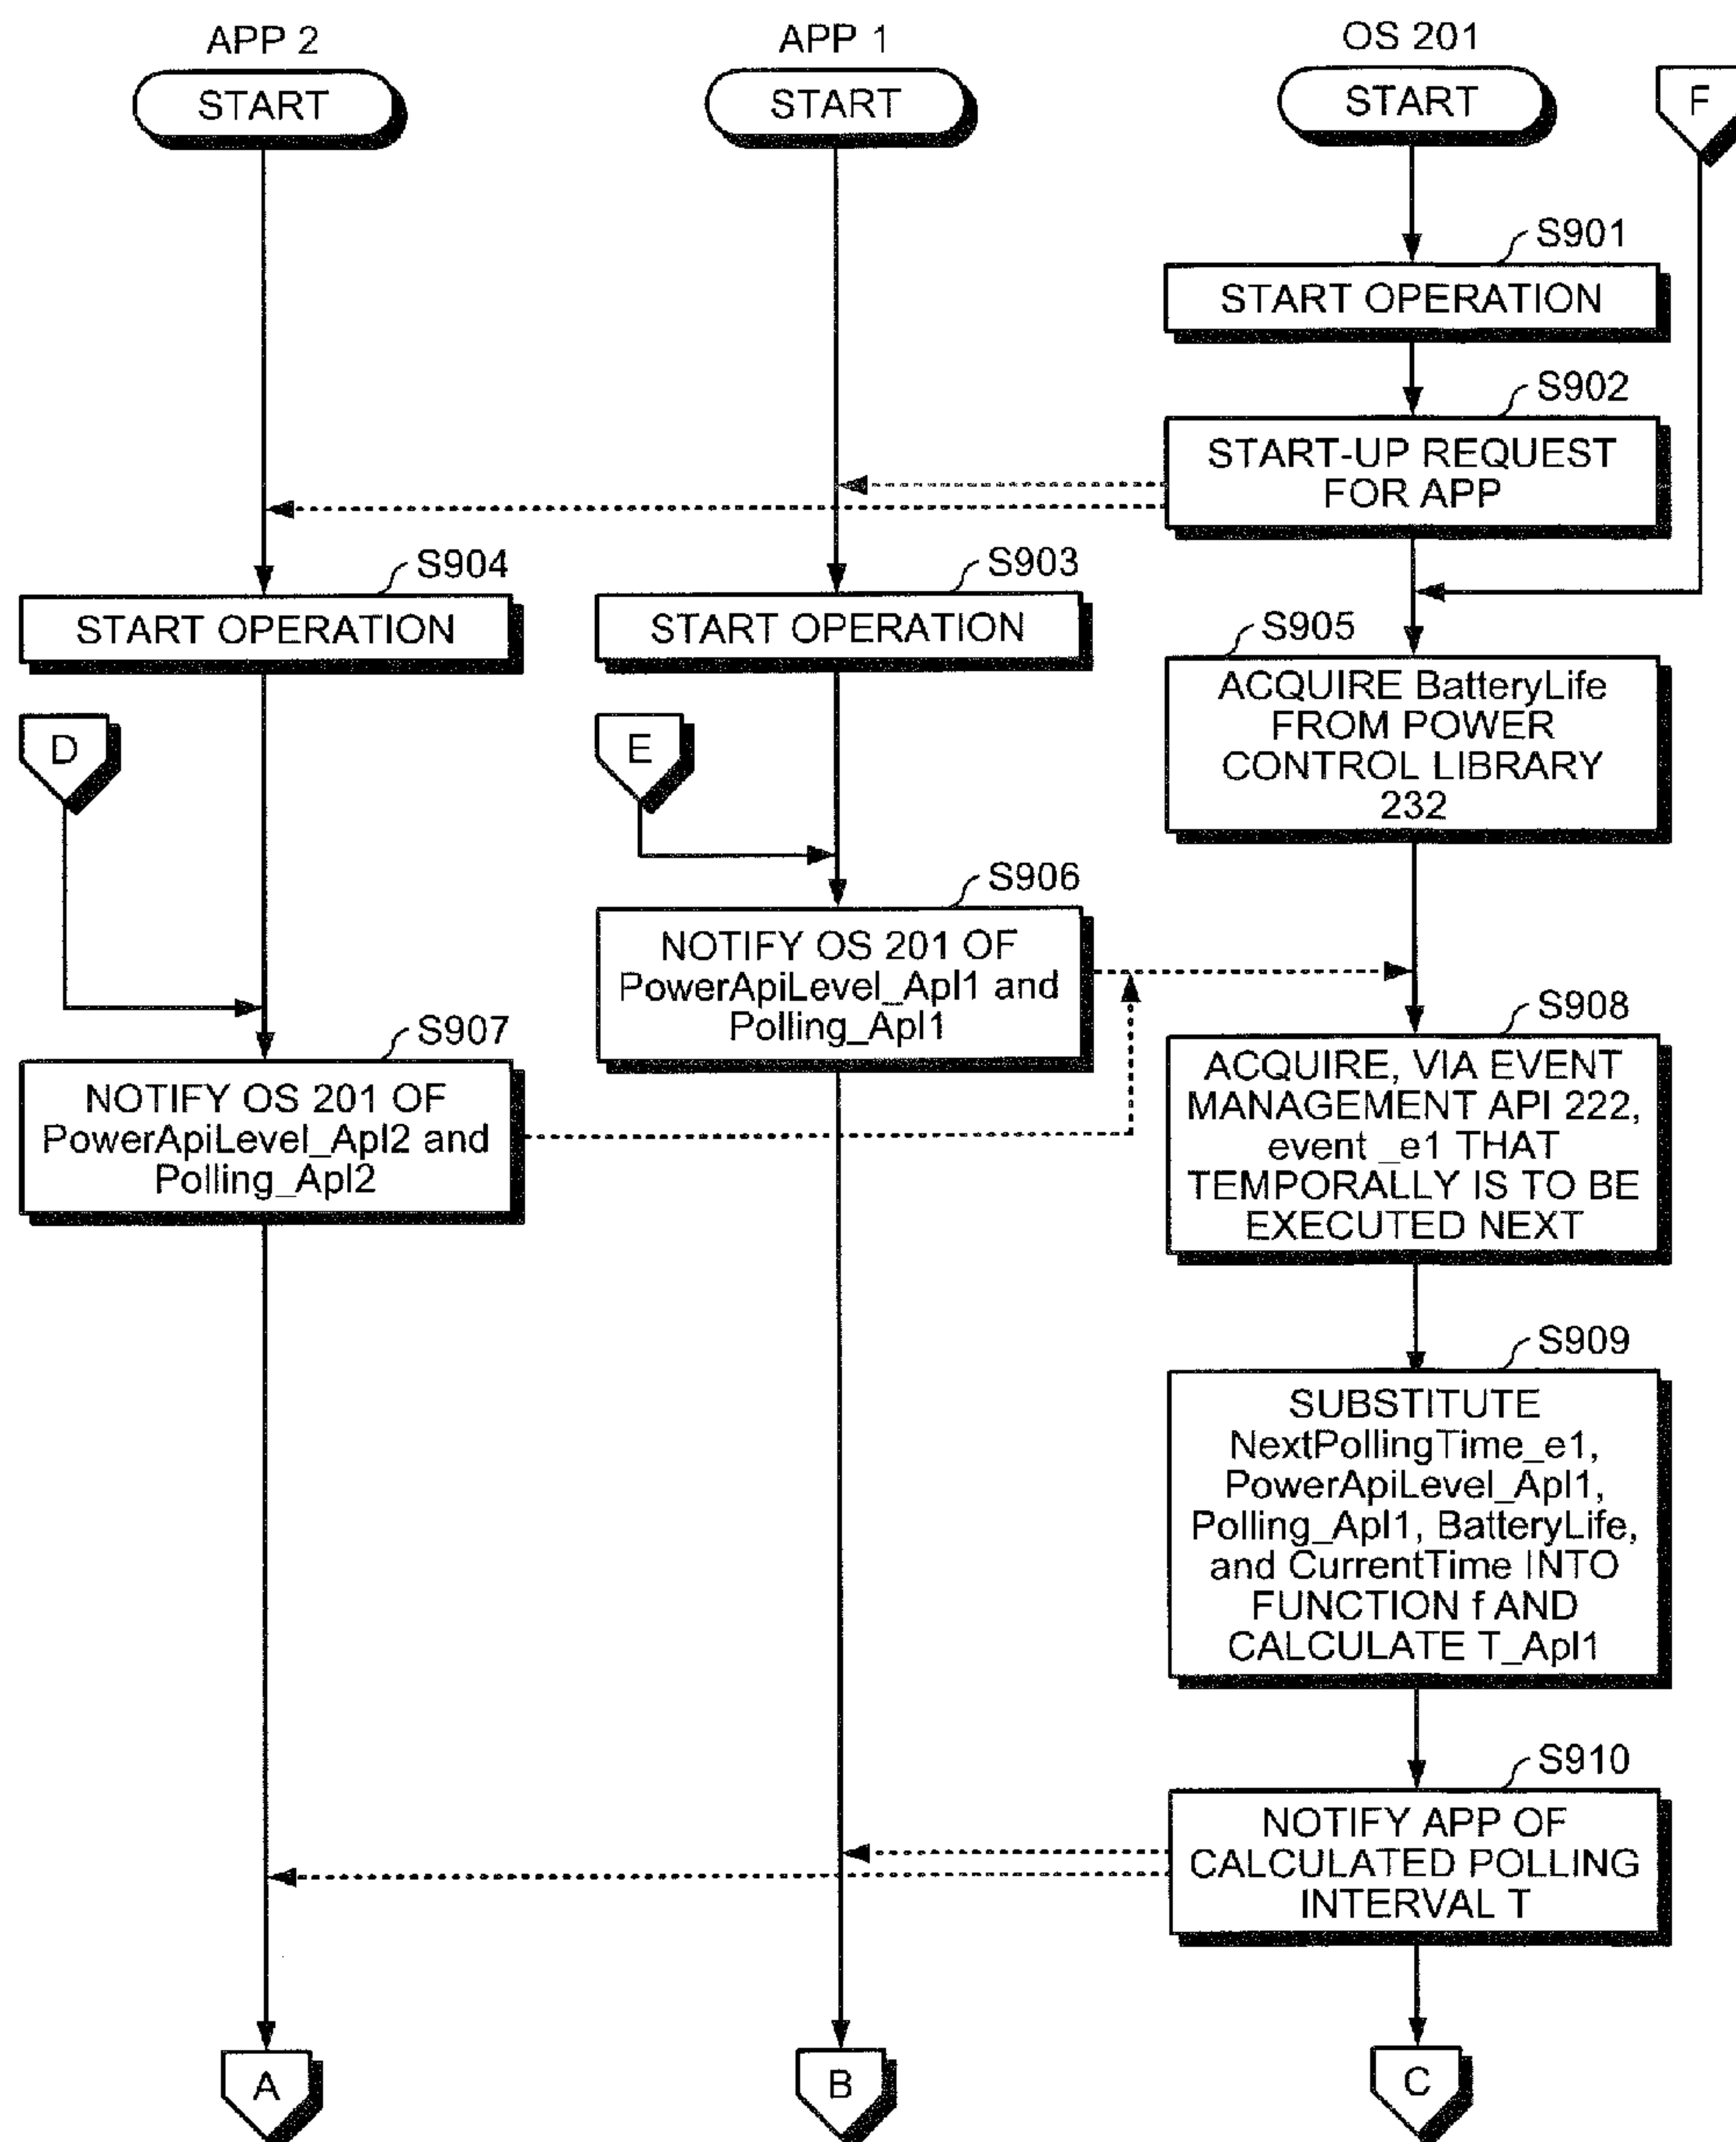 APP 2
APP 1
OS 201
START
START
START
F
S901
START OPERATION
S902
START-UP REQUEST
FOR APP
S904
START OPERATION
S903
START OPERATION
S905
ACQUIRE BatteryLife
FROM POWER
CONTROL LIBRARY
232
D
E
S906
NOTIFY OS 201 OF
PowerApiLevel_Apl1 and
Polling_Apl1
S907
NOTIFY OS 201 OF
PowerApiLevel_Apl2 and
Polling_Apl2
S908
ACQUIRE, VIA EVENT
MANAGEMENT API 222,
event _e1 THAT
TEMPORALLY IS TO BE
EXECUTED NEXT
S909
SUBSTITUTE
NextPollingTime_e1,
PowerApiLevel_Apl1,
Polling_Apl1, BatteryLife,
and CurrentTime INTO
FUNCTION f AND
CALCULATE T_Apl1
S910
NOTIFY APP OF
CALCULATED POLLING
INTERVAL T
A
B
C